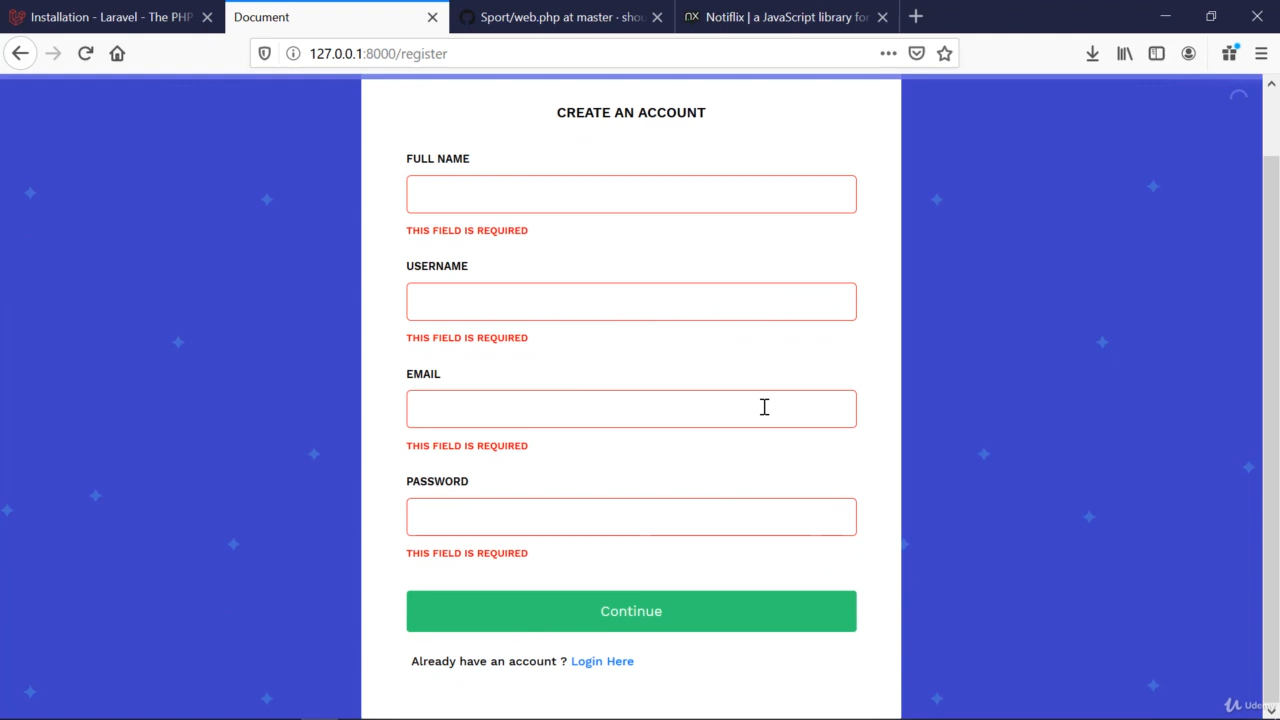 Installation - Laravel - The PHP
Document
Sport/web.php at master · shou
Notiflix | a JavaScript library for
127.0.0.1:8000/register
CREATE AN ACCOUNT
FULL NAME
THIS FIELD IS REQUIRED
USERNAME
THIS FIELD IS REQUIRED
EMAIL
THIS FIELD IS REQUIRED
PASSWORD
THIS FIELD IS REQUIRED
Continue
Already have an account ? Login Here
Udemy